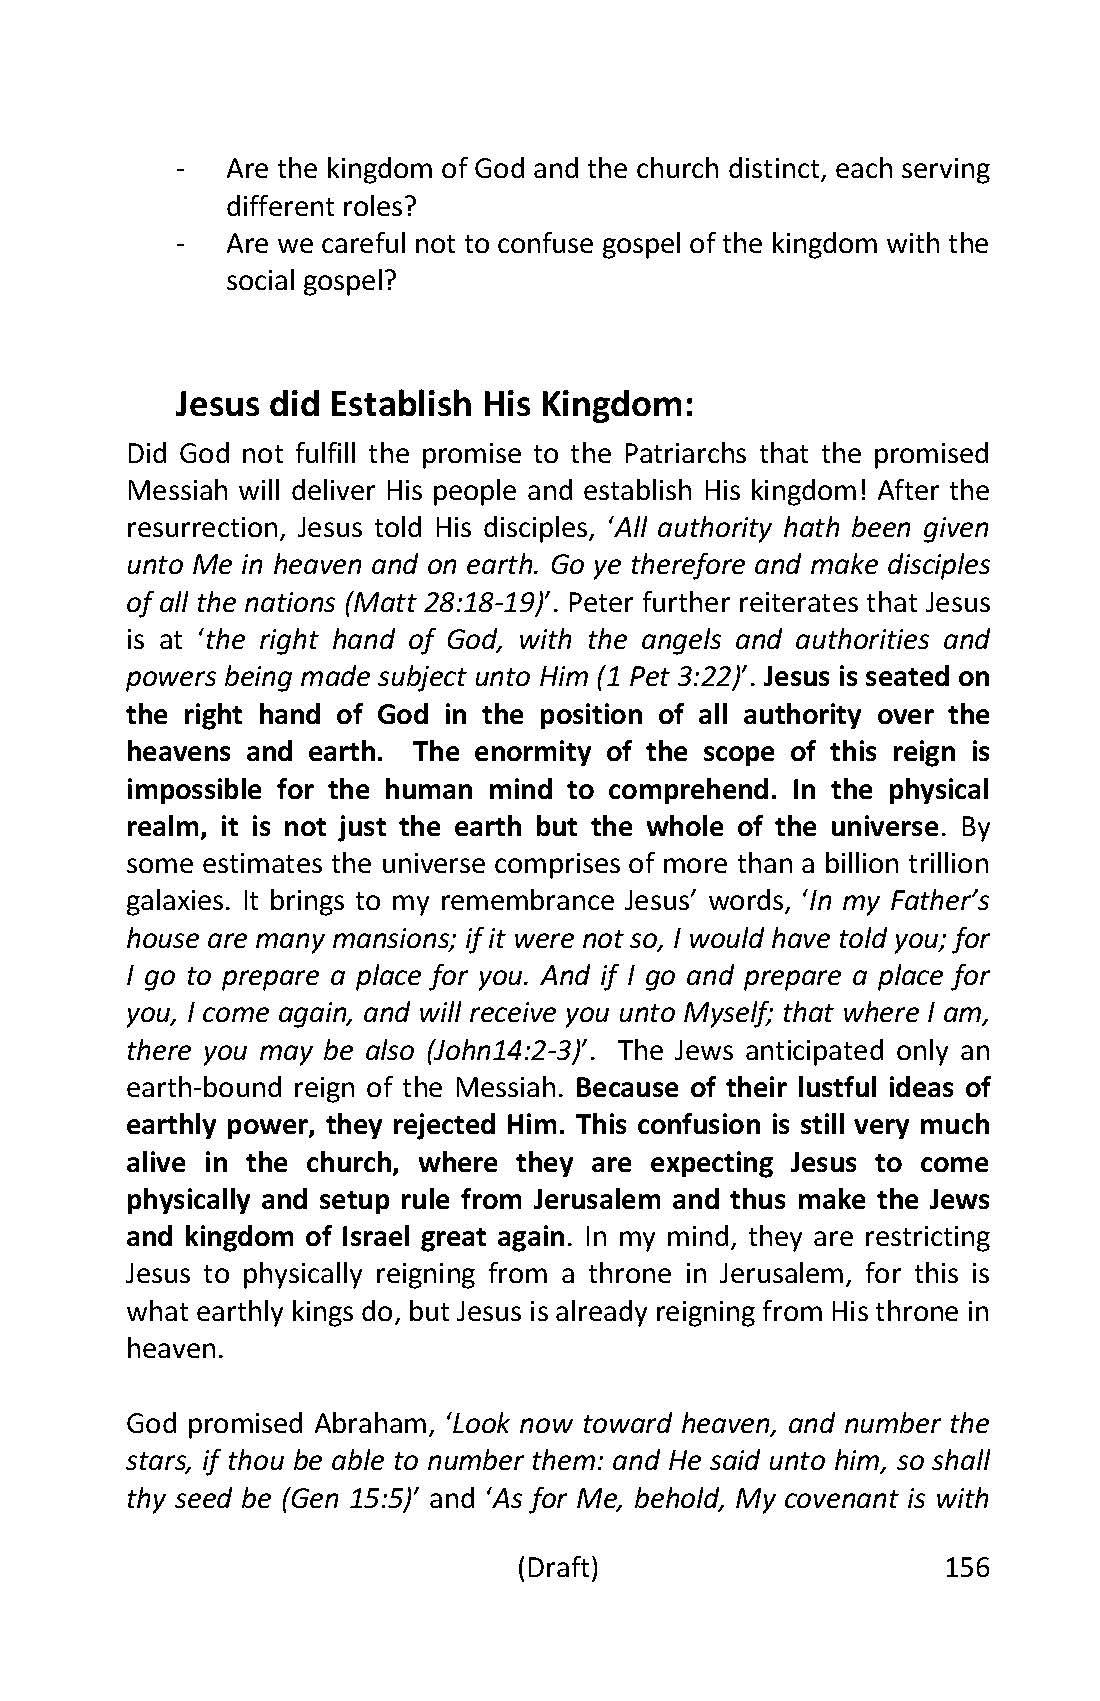 - Are the kingdom of God and the church distinct, each serving
different roles?
- Are we careful not to confuse gospel of the kingdom with the
social gospel?
Jesus did Establish His Kingdom:
Did God not fulfill the promise to the Patriarchs that the promised
Messiah will deliver His people and establish His kingdom! After the
resurrection, Jesus told His disciples, ‘All authority hath been given
unto Me in heaven and on earth. Go ye therefore and make disciples
of all the nations (Matt 28:18-19)’. Peter further reiterates that Jesus
is at ‘the right hand of God, with the angels and authorities and
powers being made subject unto Him (1 Pet 3:22)’. Jesus is seated on
the right hand of God in the position of all authority over the
heavens and earth. The enormity of the scope of this reign is
impossible for the human mind to comprehend. In the physical
realm, it is not just the earth but the whole of the universe. By
some estimates the universe comprises of more than a billion trillion
galaxies. It brings to my remembrance Jesus’ words, ‘In my Father’s
house are many mansions; if it were not so, I would have told you; for
I go to prepare a place for you. And if I go and prepare a place for
you, I come again, and will receive you unto Myself; that where I am,
there you may be also (John14:2-3)’. The Jews anticipated only an
earth-bound reign of the Messiah. Because of their lustful ideas of
earthly power, they rejected Him. This confusion is still very much
alive in the church, where they are expecting Jesus to come
physically and setup rule from Jerusalem and thus make the Jews
and kingdom of Israel great again. In my mind, they are restricting
Jesus to physically reigning from a throne in Jerusalem, for this is
what earthly kings do, but Jesus is already reigning from His throne in
heaven.
God promised Abraham, ‘Look now toward heaven, and number the
stars, if thou be able to number them: and He said unto him, so shall
thy seed be (Gen 15:5)’ and ‘As for Me, behold, My covenant is with
(Draft) 156